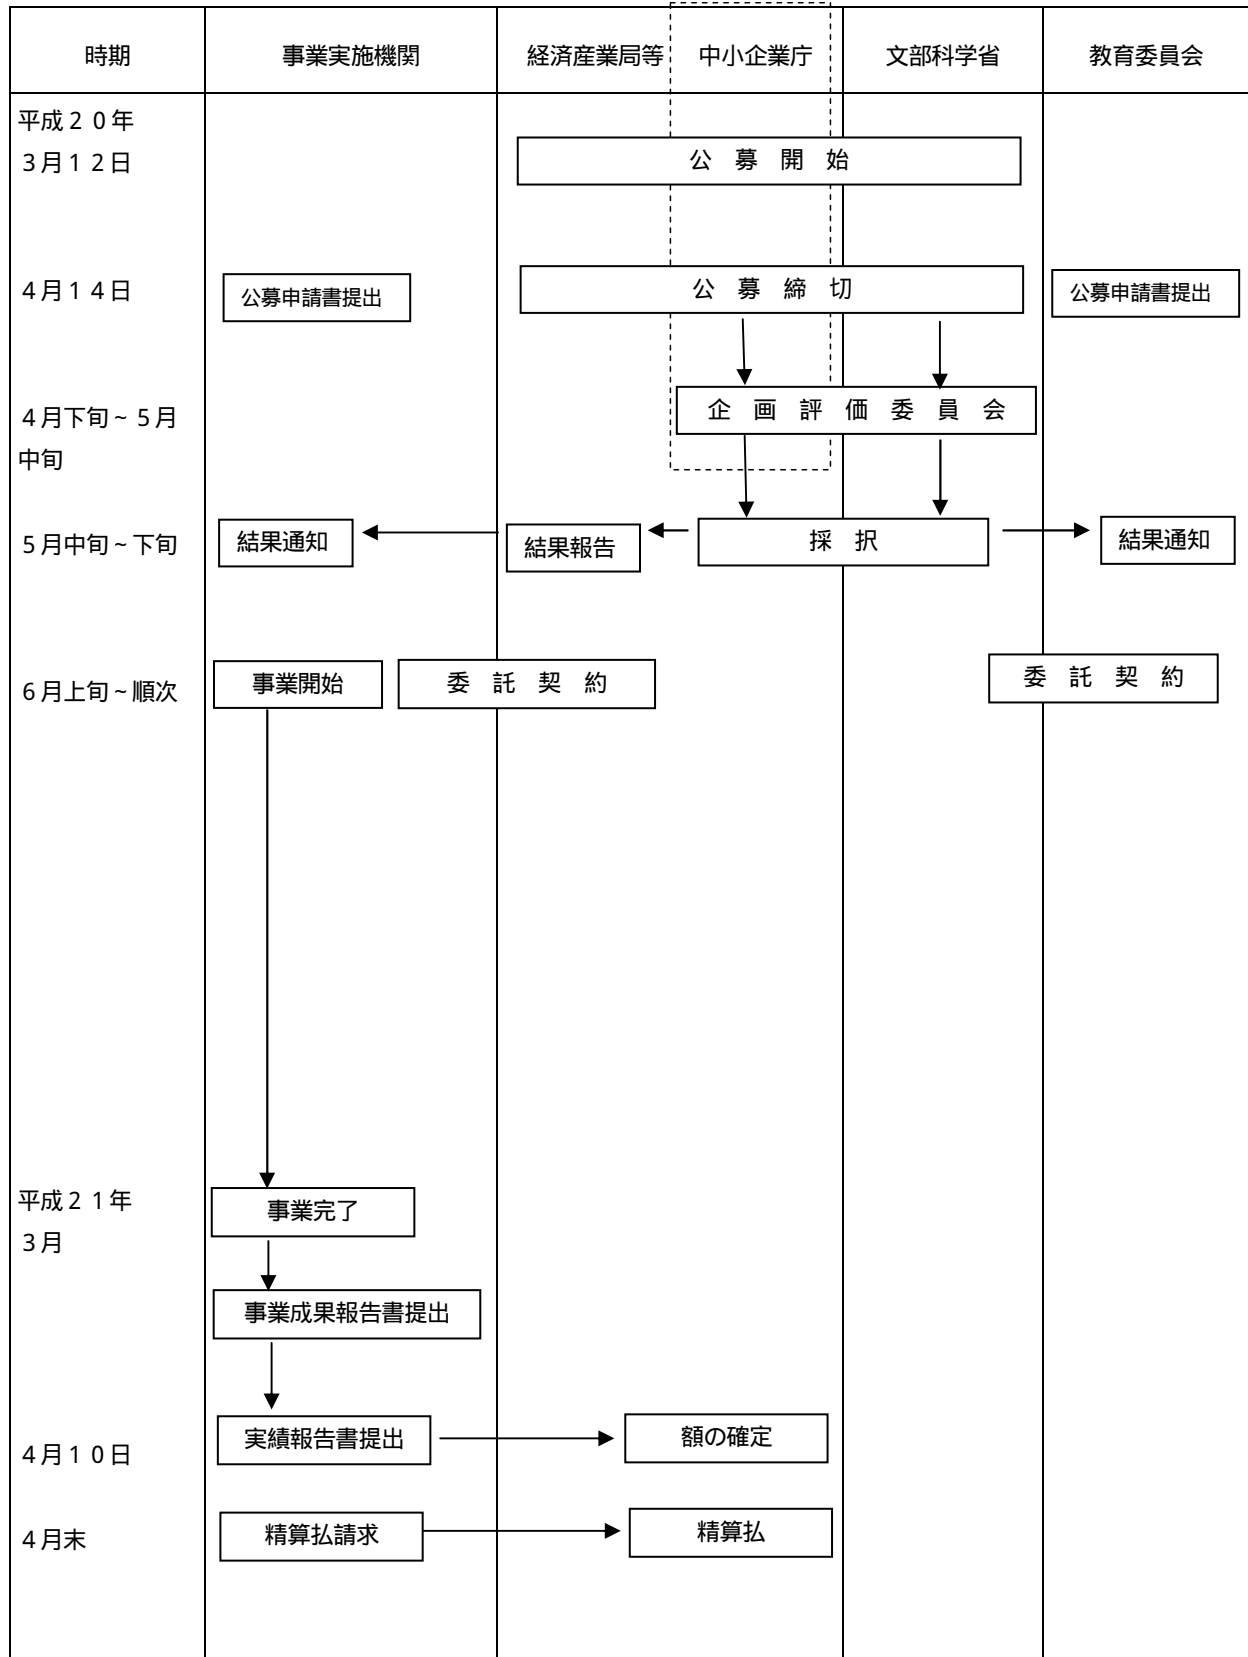 時期
事業実施機関
経済産業局等
中小企業庁
文部科学省
教育委員会
平成２０年
３月１２日
公　募　開　始
４月１４日
公募申請書提出
公　募　締　切
公募申請書提出
４月下旬～５月
中旬
企　画　評　価　委　員　会
５月中旬～下旬
結果通知
結果報告
採　択
結果通知
６月上旬～順次
事業開始
委　託　契　約
委　託　契　約
平成２１年
３月
事業完了
事業成果報告書提出
４月１０日
実績報告書提出
額の確定
４月末
精算払請求
精算払